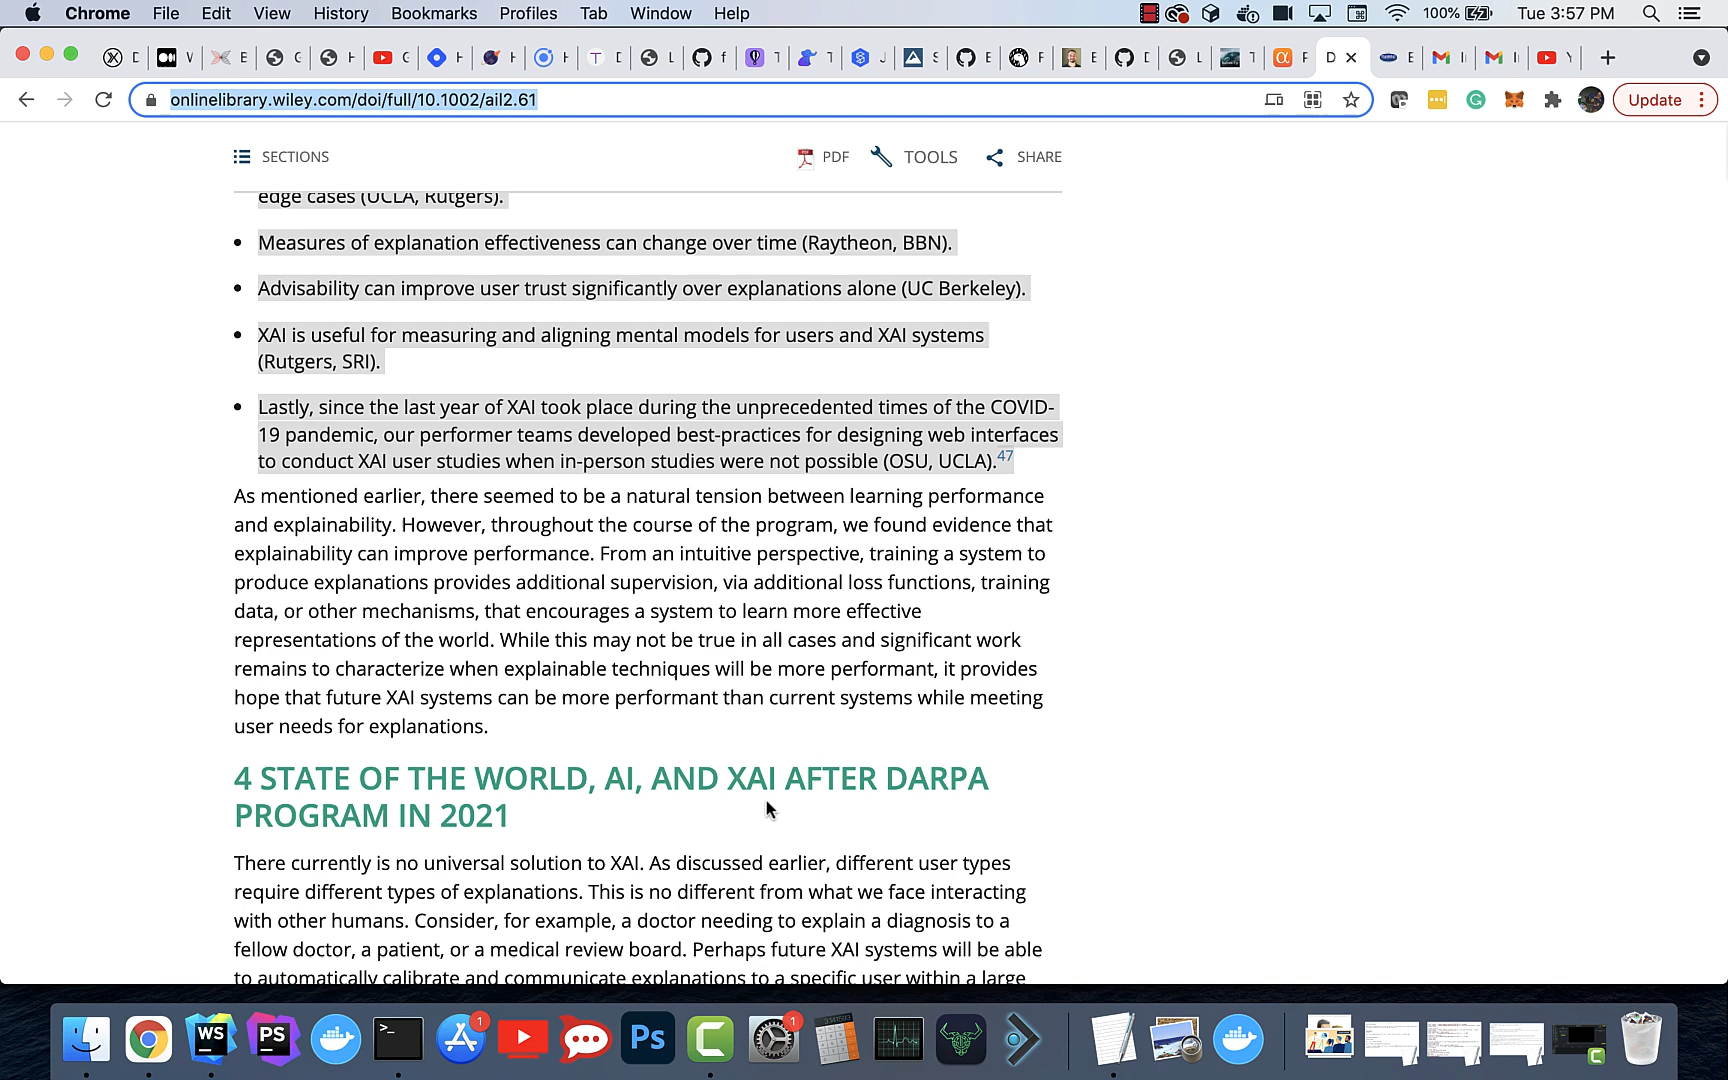 Chrome File Edit View History Bookmarks Profiles Tab Window Help 100% Tue 3:57 PM
onlinelibrary.wiley.com/doi/full/10.1002/ail2.61 Update
SECTIONS PDF TOOLS SHARE
edge cases (UCLA, Rutgers).
Measures of explanation effectiveness can change over time (Raytheon, BBN).
Advisability can improve user trust significantly over explanations alone (UC Berkeley).
XAI is useful for measuring and aligning mental models for users and XAI systems
(Rutgers, SRI).
Lastly, since the last year of XAI took place during the unprecedented times of the COVID-
19 pandemic, our performer teams developed best-practices for designing web interfaces
to conduct XAI user studies when in-person studies were not possible (OSU, UCLA).47
As mentioned earlier, there seemed to be a natural tension between learning performance
and explainability. However, throughout the course of the program, we found evidence that
explainability can improve performance. From an intuitive perspective, training a system to
produce explanations provides additional supervision, via additional loss functions, training
data, or other mechanisms, that encourages a system to learn more effective
representations of the world. While this may not be true in all cases and significant work
remains to characterize when explainable techniques will be more performant, it provides
hope that future XAI systems can be more performant than current systems while meeting
user needs for explanations.
4 STATE OF THE WORLD, AI, AND XAI AFTER DARPA
PROGRAM IN 2021
There currently is no universal solution to XAI. As discussed earlier, different user types
require different types of explanations. This is no different from what we face interacting
with other humans. Consider, for example, a doctor needing to explain a diagnosis to a
fellow doctor, a patient, or a medical review board. Perhaps future XAI systems will be able
to automatically calibrate and communicate explanations to a specific user within a large
WS PS 1 Ps 1